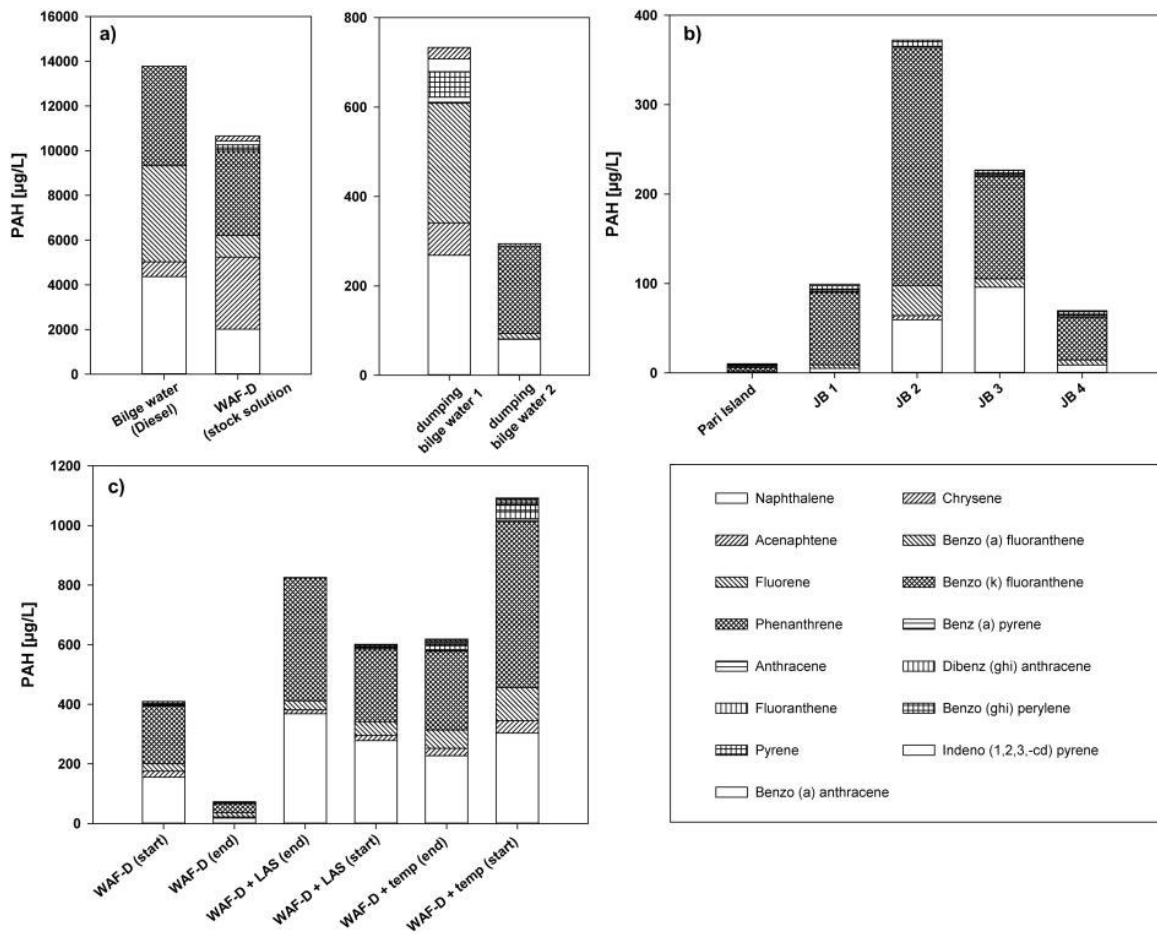 a)
PAH [µg/L]
16000
14000
12000
10000
8000
6000
4000
2000
0
Bilge water
(Diesel)
WAF-D
(stock solution)
800
600
400
200
0
dumping
bilge water 1
dumping
bilge water 2
b)
PAH [µg/L]
400
300
200
100
0
Pari Island
JB 1
JB 2
JB 3
JB 4
c)
PAH [µg/L]
1200
1000
800
600
400
200
0
WAF-D (start)
WAF-D (end)
WAF-D + LAS (end)
WAF-D + LAS (start)
WAF-D + temp (end)
WAF-D + temp (start)
Naphthalene
Acenaphtene
Fluorene
Phenanthrene
Anthracene
Fluoranthene
Pyrene
Benzo (a) anthracene
Chrysene
Benzo (a) fluoranthene
Benzo (k) fluoranthene
Benz (a) pyrene
Dibenz (ghi) anthracene
Benzo (ghi) perylene
Indeno (1,2,3,-cd) pyrene